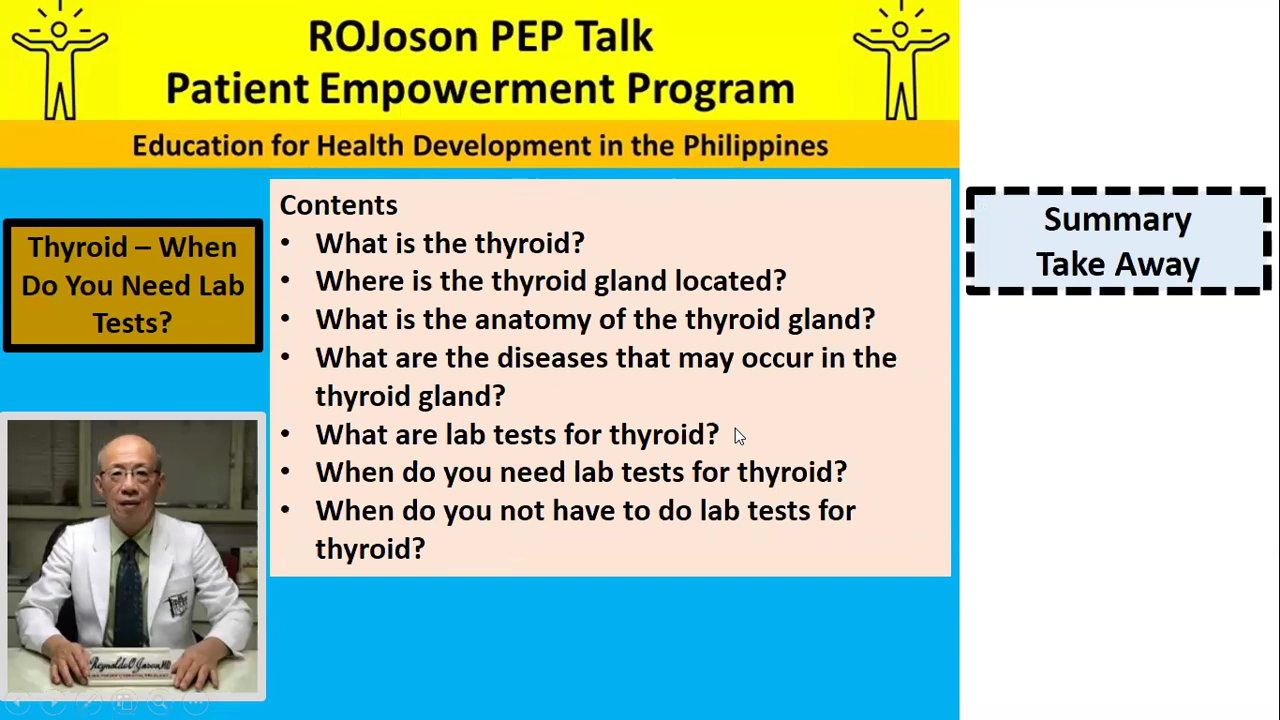 ROJoson PEP Talk
Patient Empowerment Program
Education for Health Development in the Philippines
Thyroid – When
Do You Need Lab
Tests?
Contents
• What is the thyroid?
• Where is the thyroid gland located?
• What is the anatomy of the thyroid gland?
• What are the diseases that may occur in the
thyroid gland?
• What are lab tests for thyroid?
• When do you need lab tests for thyroid?
• When do you not have to do lab tests for
thyroid?
Summary
Take Away
Reynaldo O. Joson, MD